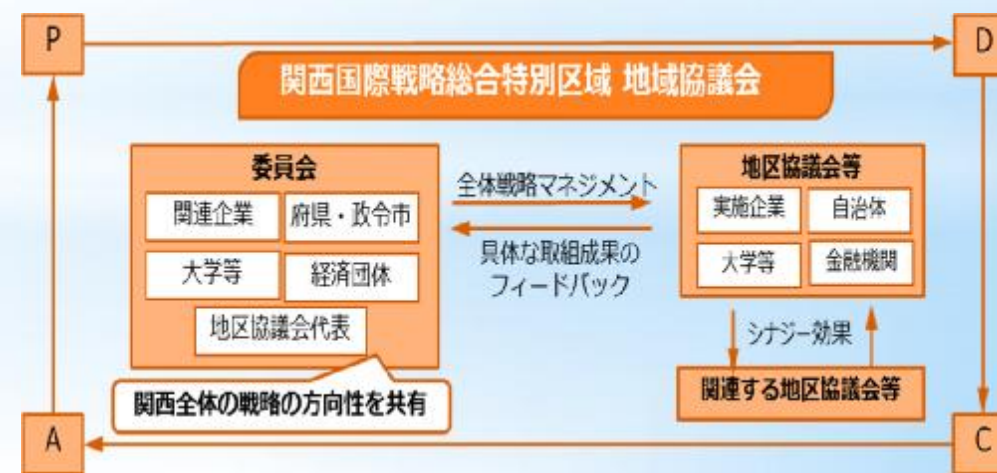 P
D
関西国際戦略総合特別区域 地域協議会
委員会
関連企業
府県・政令市
大学等
経済団体
地区協議会代表
関西全体の戦略の方向性を共有
全体戦略マネジメント
具体な取組成果の
フィードバック
地区協議会等
実施企業
自治体
大学等
金融機関
シナジー効果
関連する地区協議会等
A
C